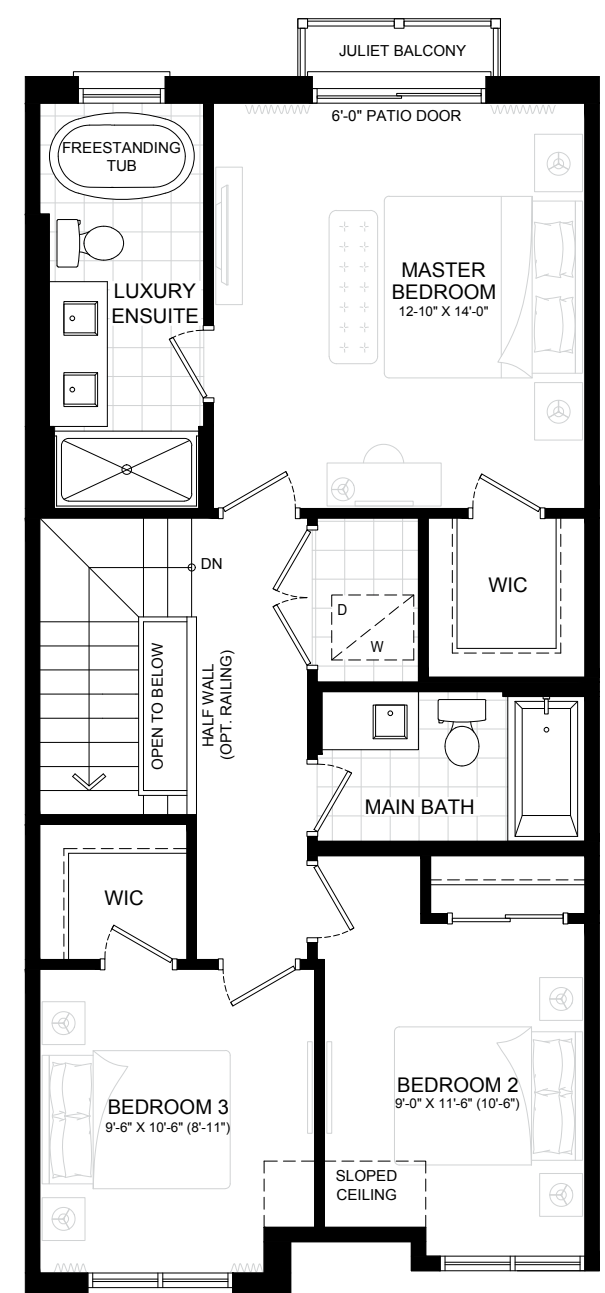 JULIET BALCONY
6'-0" PATIO DOOR
FREESTANDING
TUB
LUXURY
ENSUITE
MASTER
BEDROOM
12-10" X 14'-0"
DN
D
W
WIC
OPEN TO BELOW
HALF WALL
(OPT. RAILING)
MAIN BATH
WIC
BEDROOM 3
9'-6" X 10'-6" (8'-11")
BEDROOM 2
9'-0" X 11'-6" (10'-6")
SLOPED
CEILING